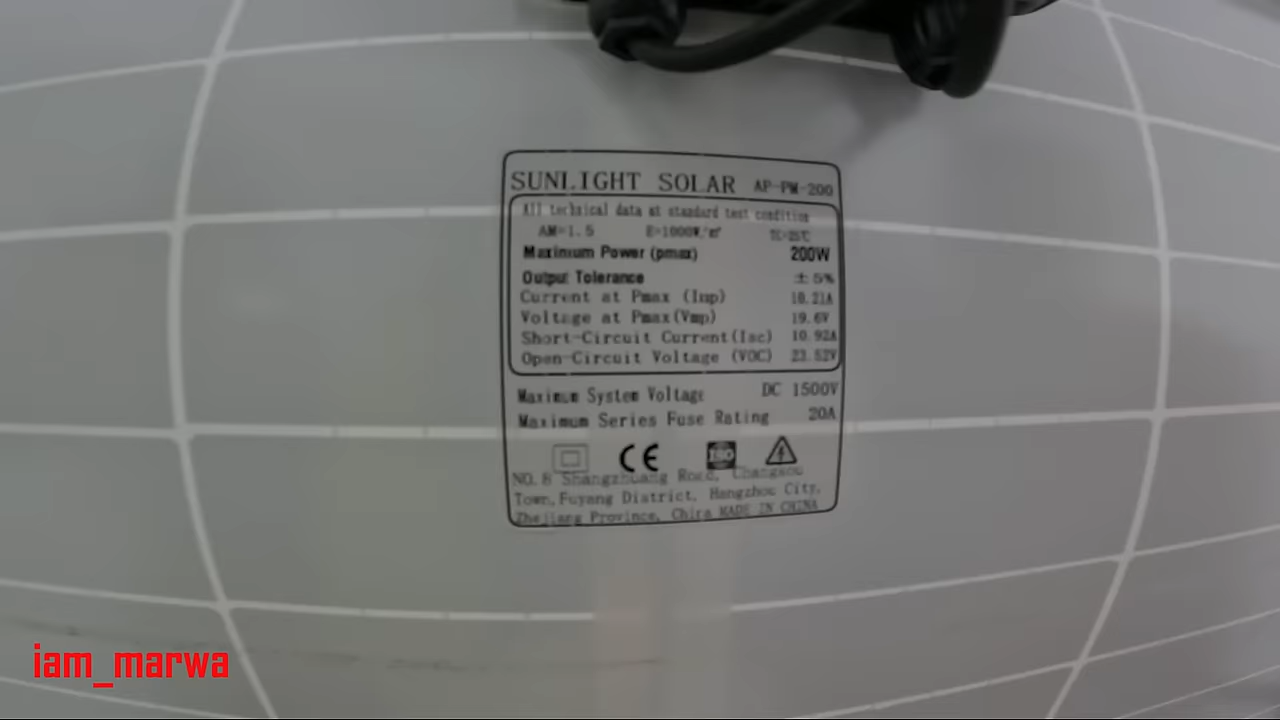 SUNLIGHT SOLAR AP-PM-200
All technical data at standard test condition
AM=1.5 E=1000W/㎡ TC=25℃
Maximum Power (pmax) 200W
Output Tolerance ±5%
Current at Pmax (Imp) 10.21A
Voltage at Pmax(Vmp) 19.6V
Short-Circuit Current(Isc) 10.92A
Open-Circuit Voltage (VOC) 23.52V
Maximum System Voltage DC 1500V
Maximum Series Fuse Rating 20A
CE ISO
NO.8 Shangzhuang Road, Changkou
Town,Fuyang District, Hangzhou City,
Zhejiang Province, China MADE IN CHINA
iam_marwa